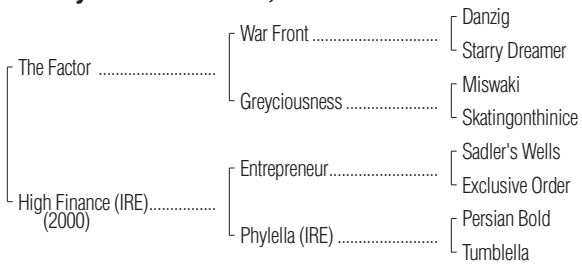 Danzig
War Front ....................................
Starry Dreamer
The Factor .................................
Miswaki
Greyciousness ..........................
Skatingonthinice
Sadler's Wells
Entrepreneur...............................
Exclusive Order
High Finance (IRE)...................
(2000)
Persian Bold
Phylella (IRE) .............................
Tumblella